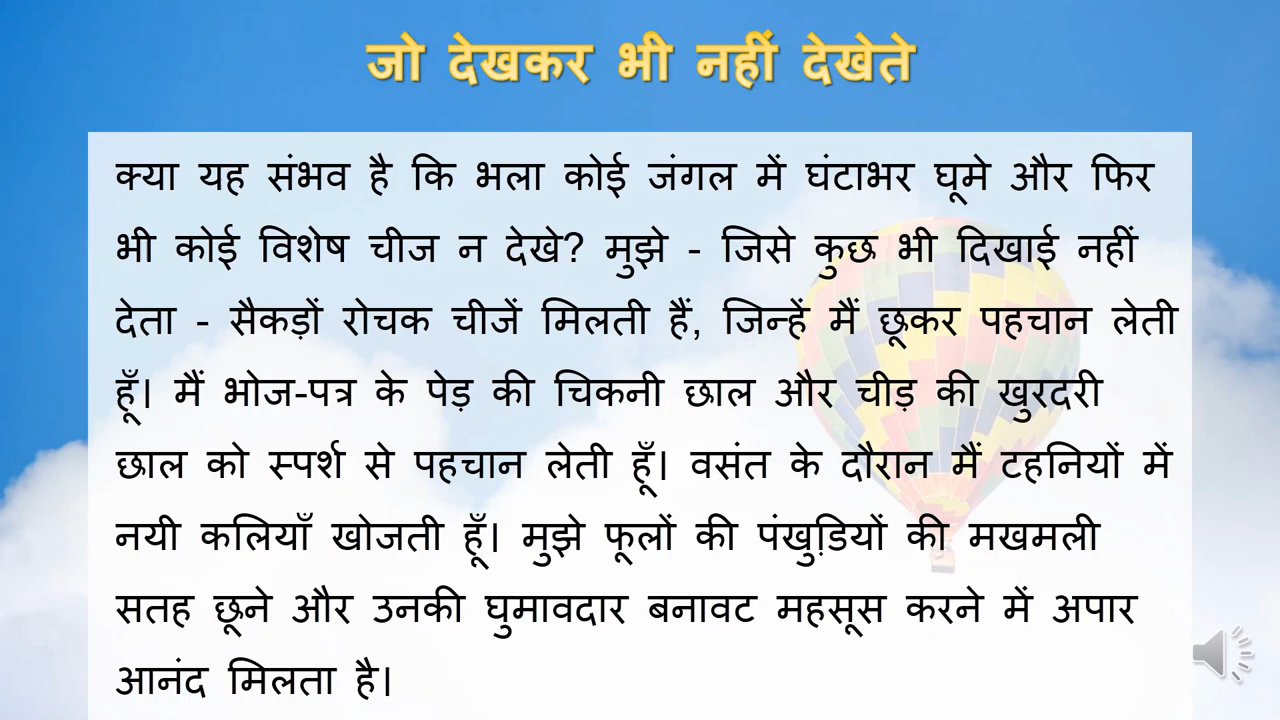 जो देखकर भी नहीं देखेते
क्या यह संभव है कि भला कोई जंगल में घंटाभर घूमे और फिर
भी कोई विशेष चीज न देखे? मुझे - जिसे कुछ भी दिखाई नहीं
देता - सैकड़ों रोचक चीजें मिलती हैं, जिन्हें मैं छूकर पहचान लेती
हूँ। मैं भोज-पत्र के पेड़ की चिकनी छाल और चीड़ की खुरदरी
छाल को स्पर्श से पहचान लेती हूँ। वसंत के दौरान मैं टहनियों में
नयी कलियाँ खोजती हूँ। मुझे फूलों की पंखुडि़यों की मखमली
सतह छूने और उनकी घुमावदार बनावट महसूस करने में अपार
आनंद मिलता है।